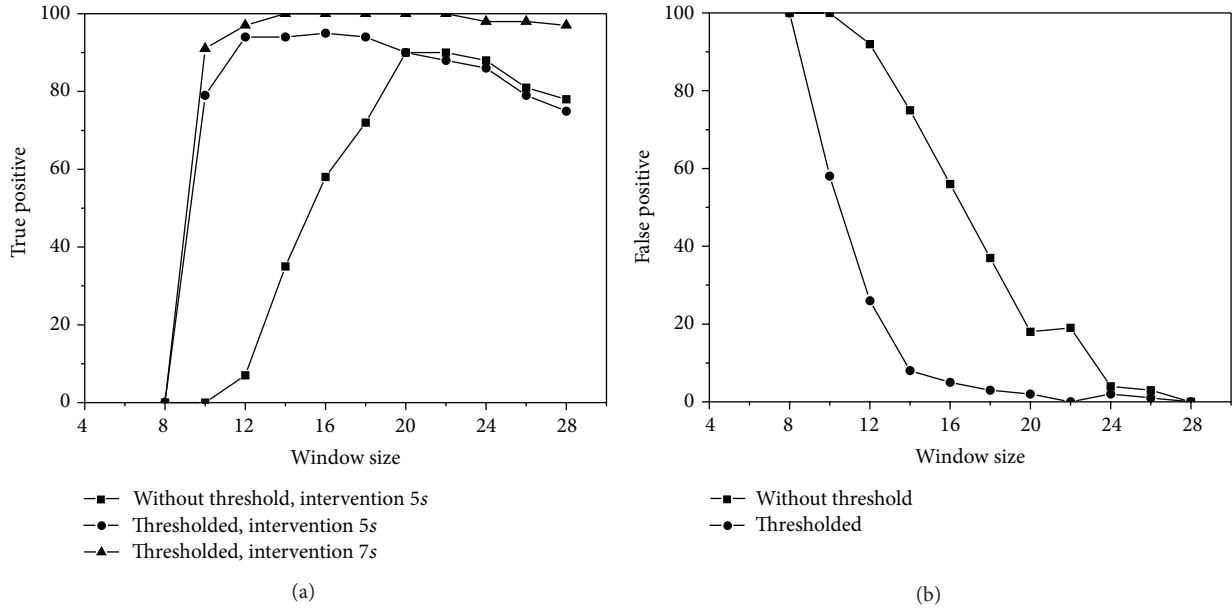 100
80
60
40
20
0
True positive
4 8 12 16 20 24 28
Window size
Without threshold, intervention 5s
Thresholded, intervention 5s
Thresholded, intervention 7s
(a)
100
80
60
40
20
0
False positive
4 8 12 16 20 24 28
Window size
Without threshold
Thresholded
(b)